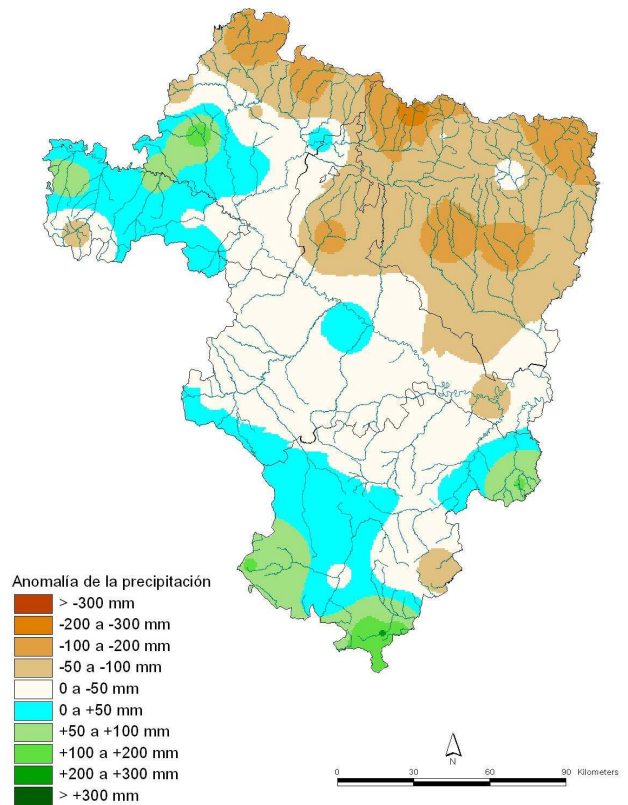 Anomalía de la precipitación
> -300 mm
-200 a -300 mm
-100 a -200 mm
-50 a -100 mm
0 a -50 mm
0 a +50 mm
+50 a +100 mm
+100 a +200 mm
+200 a +300 mm
> +300 mm
N
0 30 60 90 Kilometers